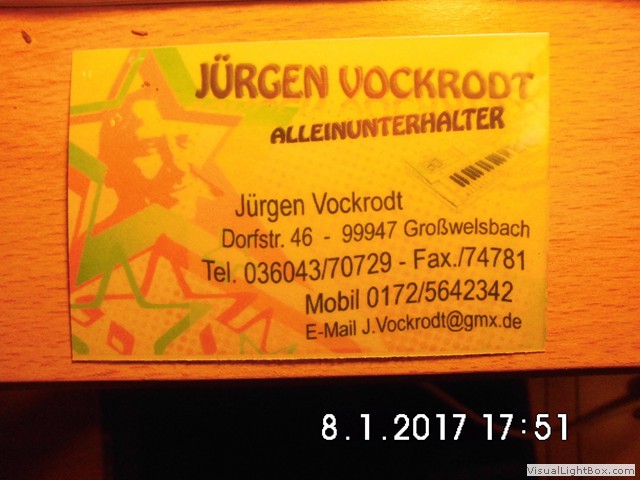 JÜRGEN VOCKRODT
ALLEINUNTERHALTER
Jürgen Vockrodt
Dorfstr. 46 - 99947 Großwelsbach
Tel. 036043/70729 - Fax./74781
Mobil 0172/5642342
E-Mail J.Vockrodt@gmx.de
8.1.2017 17:51
VisualLightBox.com